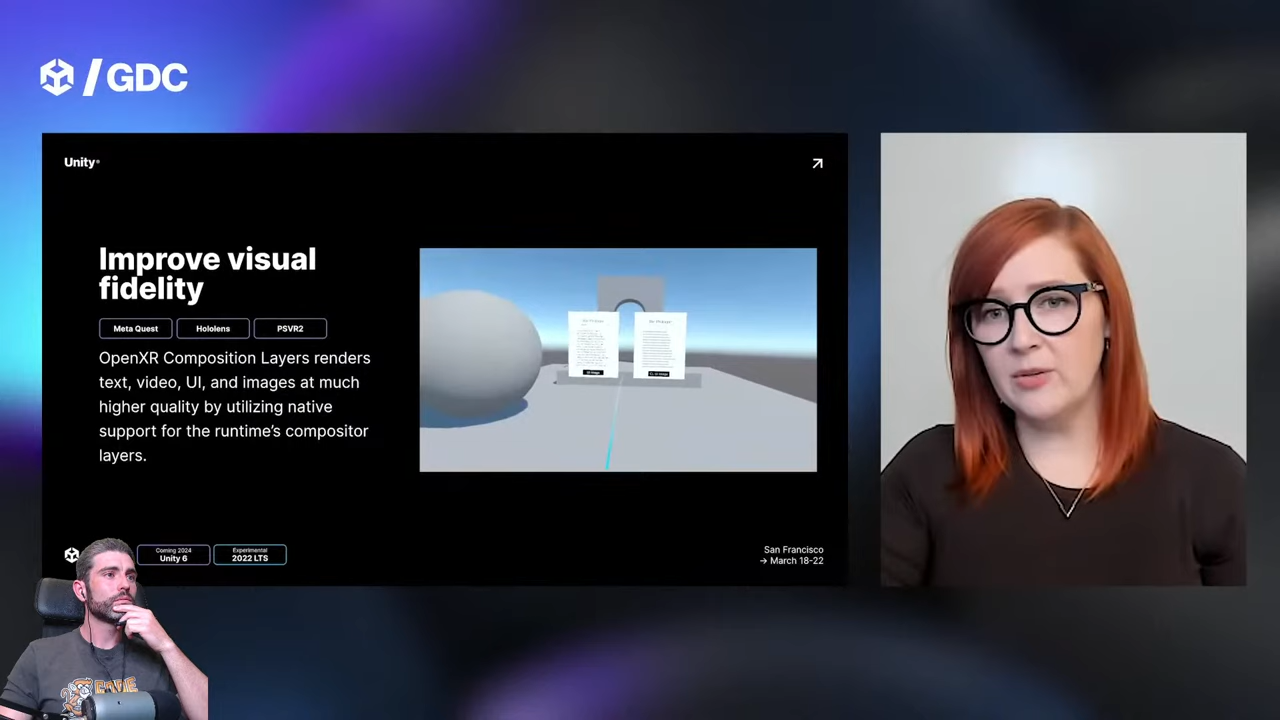 / GDC
Unity®
Improve visual
fidelity
Meta Quest
Hololens
PSVR2
OpenXR Composition Layers renders
text, video, UI, and images at much
higher quality by utilizing native
support for the runtime’s compositor
layers.
Coming 2024
Unity 6
Experimental
2022 LTS
San Francisco
→ March 18-22